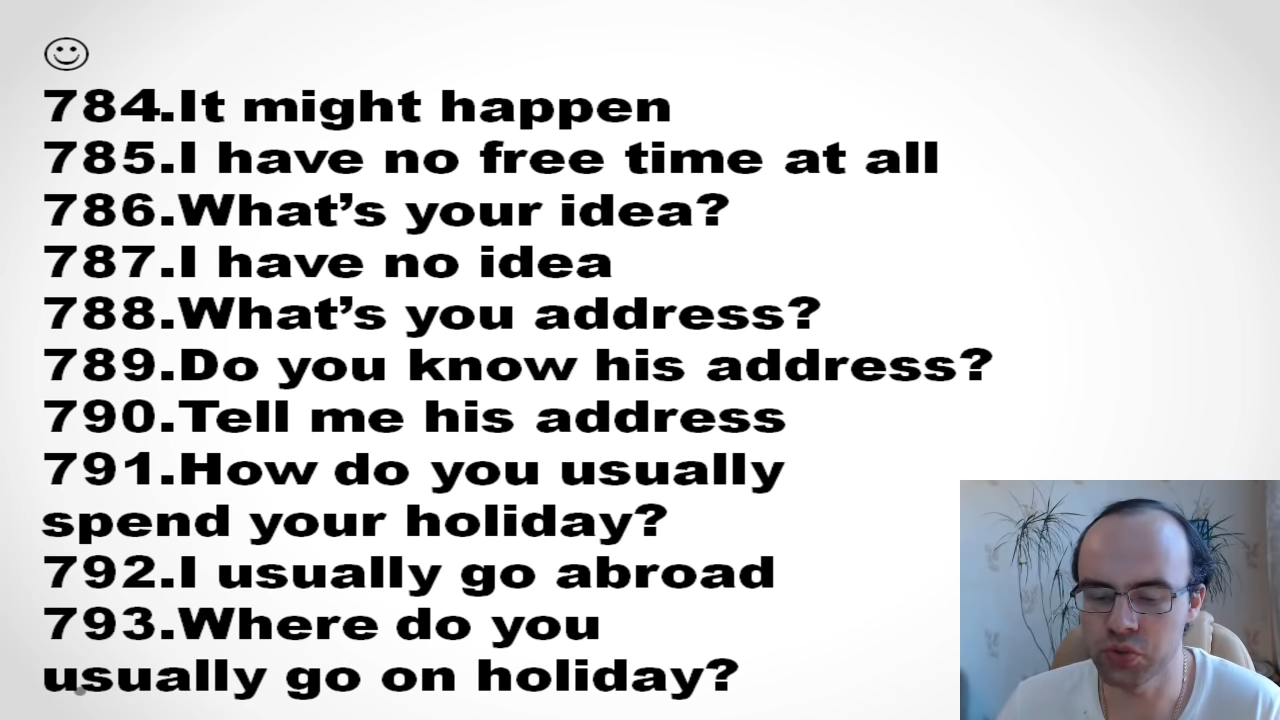 784.It might happen
785.I have no free time at all
786.What’s your idea?
787.I have no idea
788.What’s you address?
789.Do you know his address?
790.Tell me his address
791.How do you usually
spend your holiday?
792.I usually go abroad
793.Where do you
usually go on holiday?